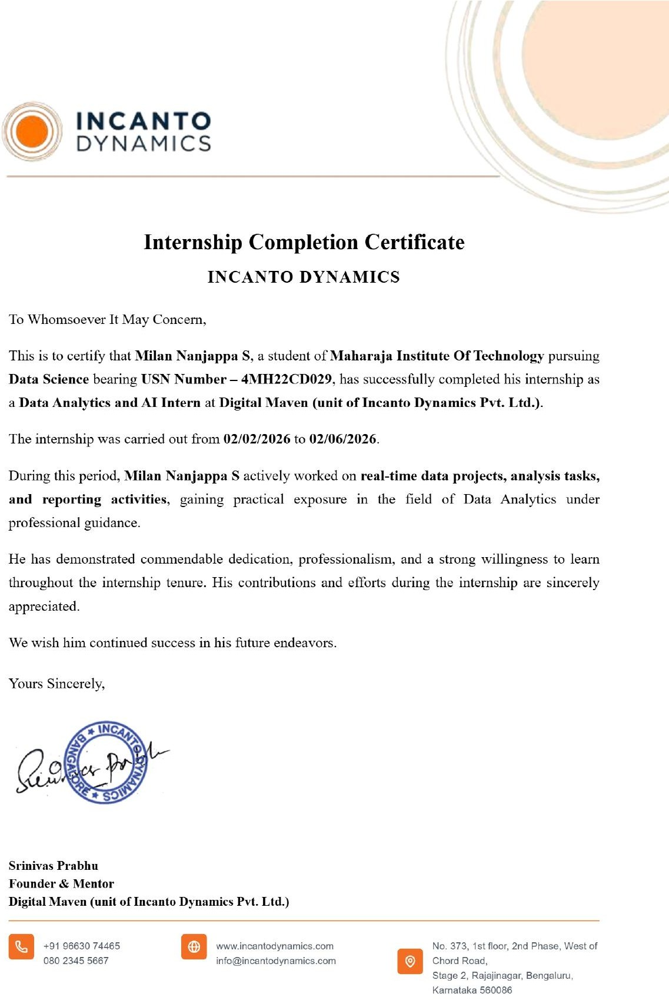 INCANTO
DYNAMICS
Internship Completion Certificate
INCANTO DYNAMICS
To Whomsoever It May Concern,
This is to certify that Milan Nanjappa S, a student of Maharaja Institute Of Technology pursuing
Data Science bearing USN Number – 4MH22CD029, has successfully completed his internship as
a Data Analytics and AI Intern at Digital Maven (unit of Incanto Dynamics Pvt. Ltd.).
The internship was carried out from 02/02/2026 to 02/06/2026.
During this period, Milan Nanjappa S actively worked on real-time data projects, analysis tasks,
and reporting activities, gaining practical exposure in the field of Data Analytics under
professional guidance.
He has demonstrated commendable dedication, professionalism, and a strong willingness to learn
throughout the internship tenure. His contributions and efforts during the internship are sincerely
appreciated.
We wish him continued success in his future endeavors.
Yours Sincerely,
Srinivas Prabhu
★ INCANTO DYNAMICS ★ BANGALORE
Srinivas Prabhu
Founder & Mentor
Digital Maven (unit of Incanto Dynamics Pvt. Ltd.)
+91 96630 74465
080 2345 5667
www.incantodynamics.com
info@incantodynamics.com
No. 373, 1st floor, 2nd Phase, West of
Chord Road,
Stage 2, Rajajinagar, Bengaluru,
Karnataka 560086